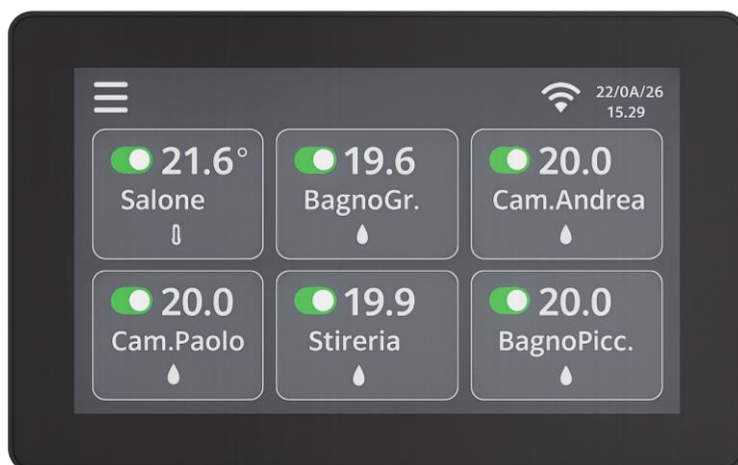 22/0A/26
15.29
21.6°
Salone
19.6
BagnoGr.
20.0
Cam.Andrea
20.0
Cam.Paolo
19.9
Stireria
20.0
BagnoPicc.